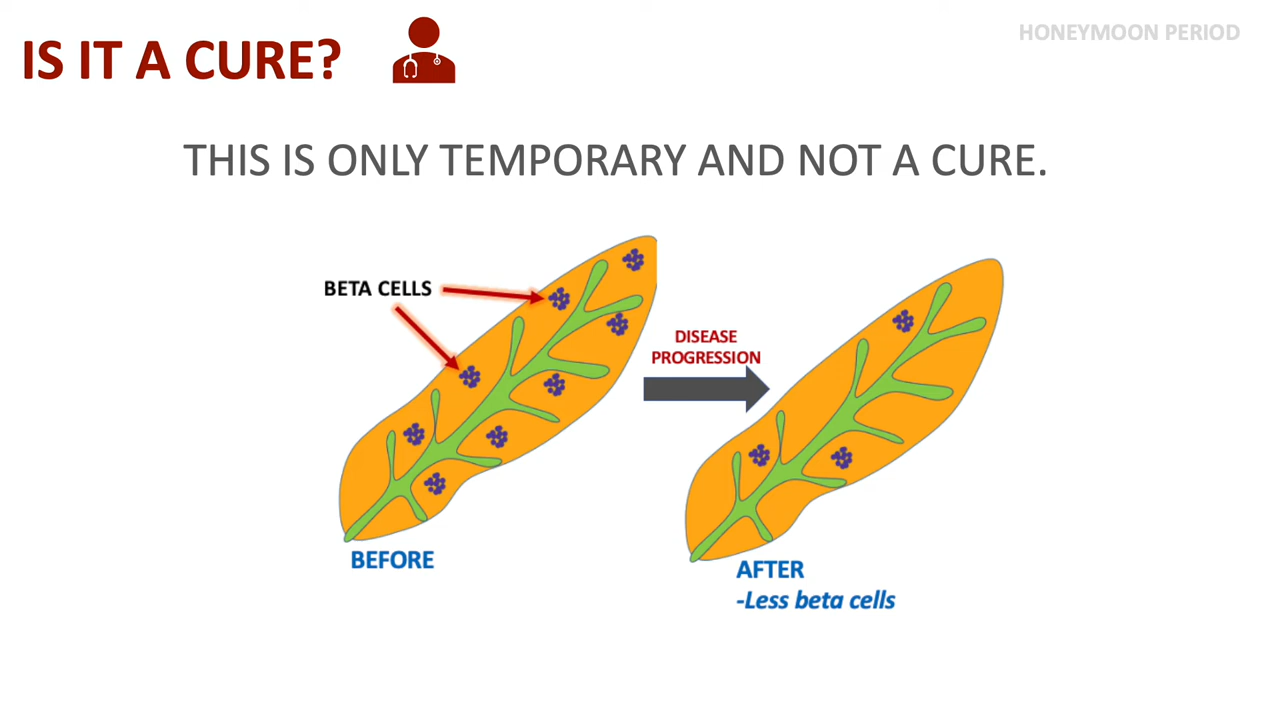 HONEYMOON PERIOD
IS IT A CURE?
THIS IS ONLY TEMPORARY AND NOT A CURE.
BETA CELLS
DISEASE
PROGRESSION
BEFORE
AFTER
-Less beta cells